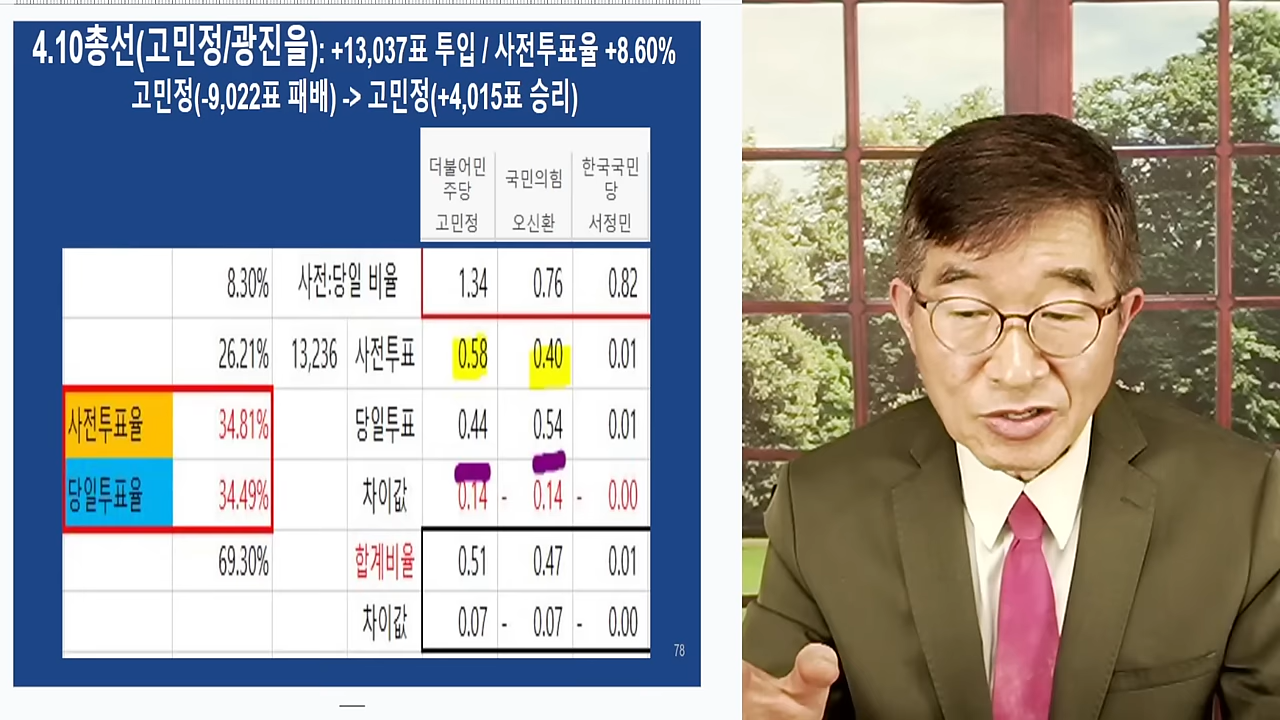 4.10총선(고민정/광진을): +13,037표 투입 / 사전투표율 +8.60%
고민정(-9,022표 패배) -> 고민정(+4,015표 승리)
더불어민주당 국민의힘 한국국민당
고민정 오신환 서정민
8.30% 사전:당일 비율 1.34 0.76 0.82
26.21% 13,236 사전투표 0.58 0.40 0.01
사전투표율 34.81% 당일투표 0.44 0.54 0.01
당일투표율 34.49% 차이값 0.14 - 0.14 - 0.00
69.30% 합계비율 0.51 0.47 0.01
차이값 0.07 - 0.07 - 0.00
78